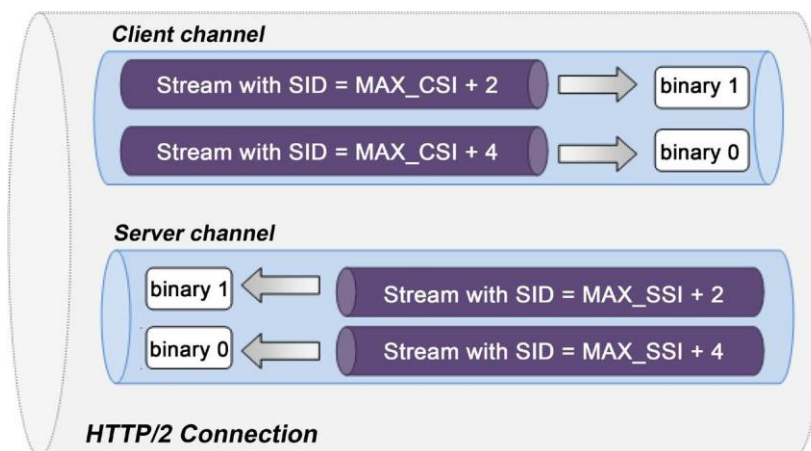 Client channel
Stream with SID = MAX_CSI + 2
binary 1
Stream with SID = MAX_CSI + 4
binary 0
Server channel
binary 1
Stream with SID = MAX_SSI + 2
binary 0
Stream with SID = MAX_SSI + 4
HTTP/2 Connection